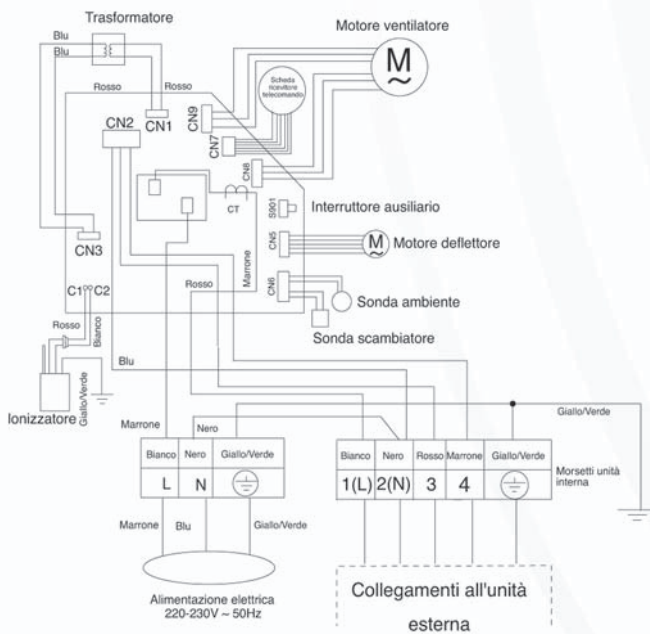 Trasformatore
Motore ventilatore
Blu
Blu
M
~
Scheda
ricevitore
telecomando
Rosso
Rosso
CN2
CN1
CN9
CN7
CN8
CT
S901
Interruttore ausiliario
CN3
CN5
M
~
Motore deflettore
Marrone
C1
C2
Rosso
CN6
Sonda ambiente
Sonda scambiatore
Rosso
Bianco
Blu
Ionizzatore
Giallo/Verde
Marrone
Nero
Giallo/Verde
Bianco
Nero
Giallo/Verde
L
N
Bianco
Nero
Rosso
Marrone
Giallo/Verde
1(L)
2(N)
3
4
Morsetti unità
interna
Marrone
Blu
Giallo/Verde
Alimentazione elettrica
220-230V ~ 50Hz
Collegamenti all'unità
esterna